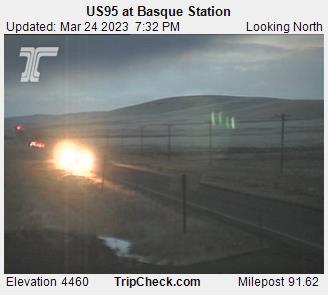 US95 at Basque Station
Updated: Mar 24 2023 7:32 PM Looking North
Elevation 4460 TripCheck.com Milepost 91.62